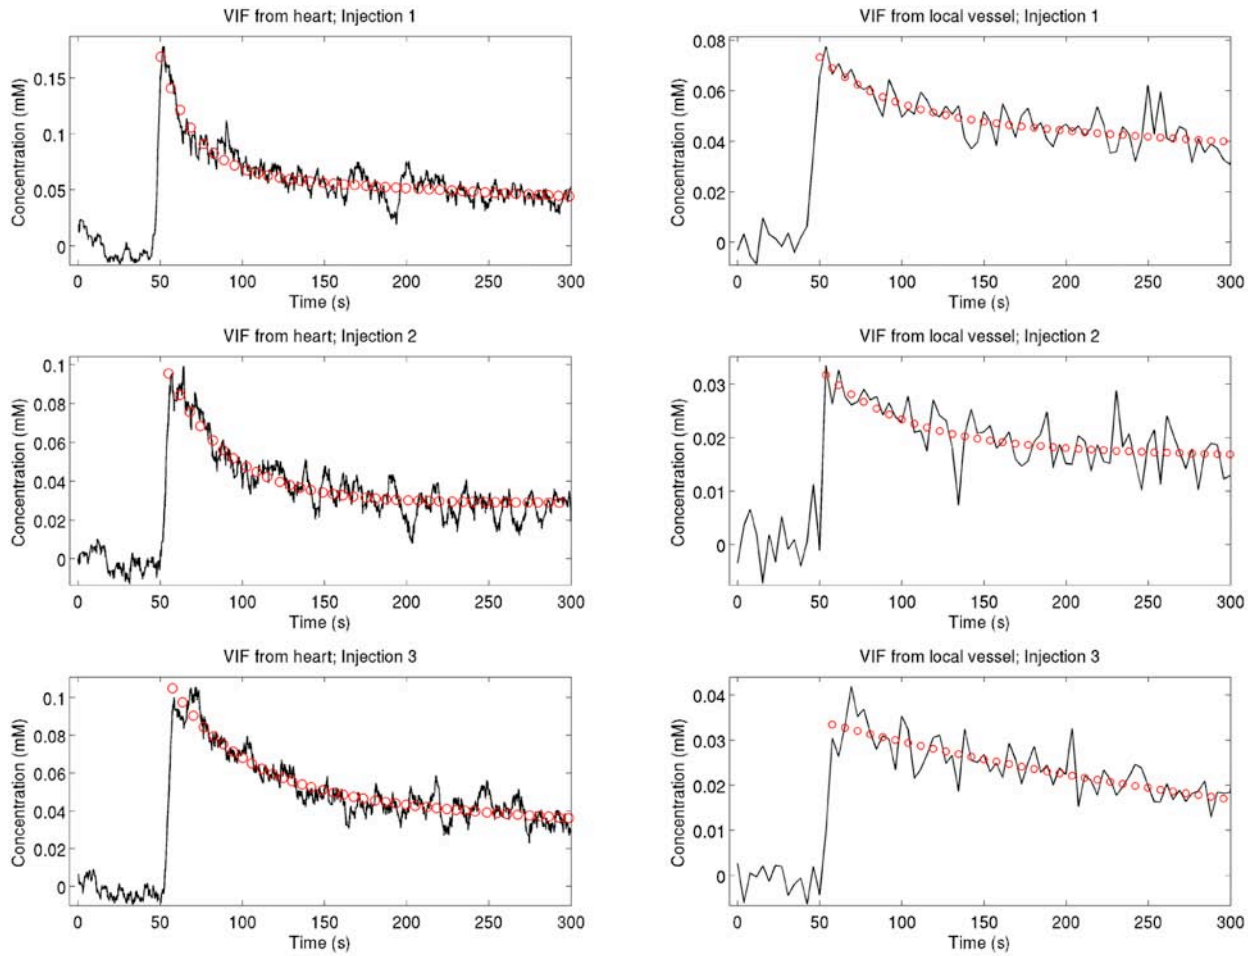 VIF from heart; Injection 1
Concentration (mM)
0.15
0.1
0.05
0
0 50 100 150 200 250 300
Time (s)
VIF from local vessel; Injection 1
Concentration (mM)
0.08
0.06
0.04
0.02
0
0 50 100 150 200 250 300
Time (s)
VIF from heart; Injection 2
Concentration (mM)
0.1
0.08
0.06
0.04
0.02
0
0 50 100 150 200 250 300
Time (s)
VIF from local vessel; Injection 2
Concentration (mM)
0.03
0.02
0.01
0
0 50 100 150 200 250 300
Time (s)
VIF from heart; Injection 3
Concentration (mM)
0.1
0.08
0.06
0.04
0.02
0
0 50 100 150 200 250 300
Time (s)
VIF from local vessel; Injection 3
Concentration (mM)
0.04
0.03
0.02
0.01
0
0 50 100 150 200 250 300
Time (s)